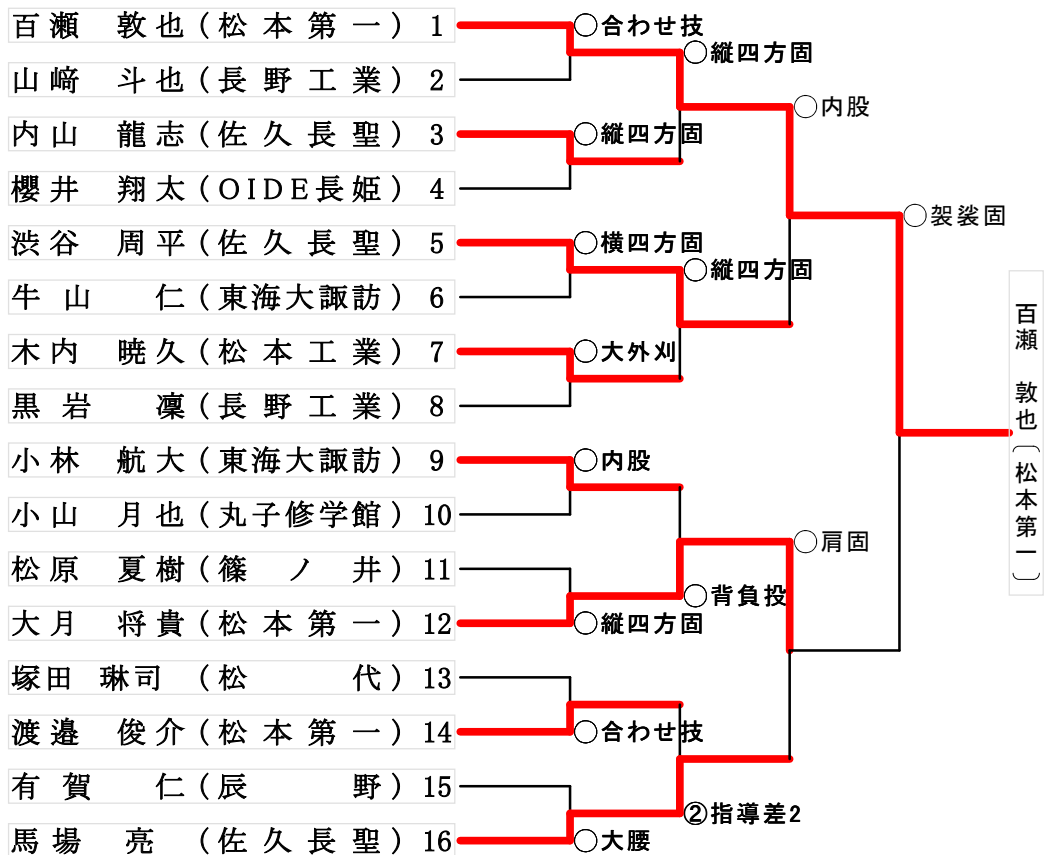 百瀬 敦也(松本第一) 1
山﨑 斗也(長野工業) 2
内山 龍志(佐久長聖) 3
櫻井 翔太(OIDE長姫) 4
渋谷 周平(佐久長聖) 5
牛山 仁(東海大諏訪) 6
木内 暁久(松本工業) 7
黒岩 凜(長野工業) 8
小林 航大(東海大諏訪) 9
小山 月也(丸子修学館) 10
松原 夏樹(篠ノ井) 11
大月 将貴(松本第一) 12
塚田 琳司(松代) 13
渡邉 俊介(松本第一) 14
有賀 仁(辰野) 15
馬場 亮(佐久長聖) 16
○合わせ技
○縦四方固
○横四方固
○大外刈
○内股
○縦四方固
○合わせ技
○大腰
○縦四方固
○縦四方固
○背負投
②指導差2
○内股
○肩固
○袈裟固
百瀬 敦也(松本第一)